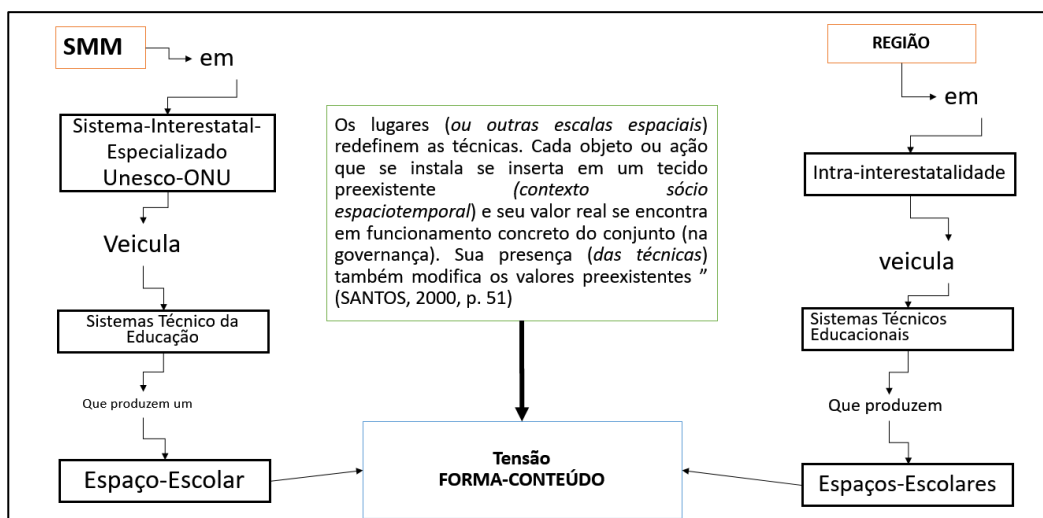 SMM
em
Sistema-Interestatal-
Especializado
Unesco-ONU
Veicula
Sistemas Técnico da
Educação
Que produzem um
Espaço-Escolar
Os lugares (ou outras escalas espaciais)
redefinem as técnicas. Cada objeto ou ação
que se instala se inserta em um tecido
preexistente (contexto sócio
espaciotemporal) e seu valor real se encontra
em funcionamento concreto do conjunto (na
governança). Sua presença (das técnicas)
também modifica os valores preexistentes ”
(SANTOS, 2000, p. 51)
Tensão
FORMA-CONTEÚDO
REGIÃO
em
Intra-interestatalidade
veicula
Sistemas Técnicos
Educacionais
Que produzem
Espaços-Escolares